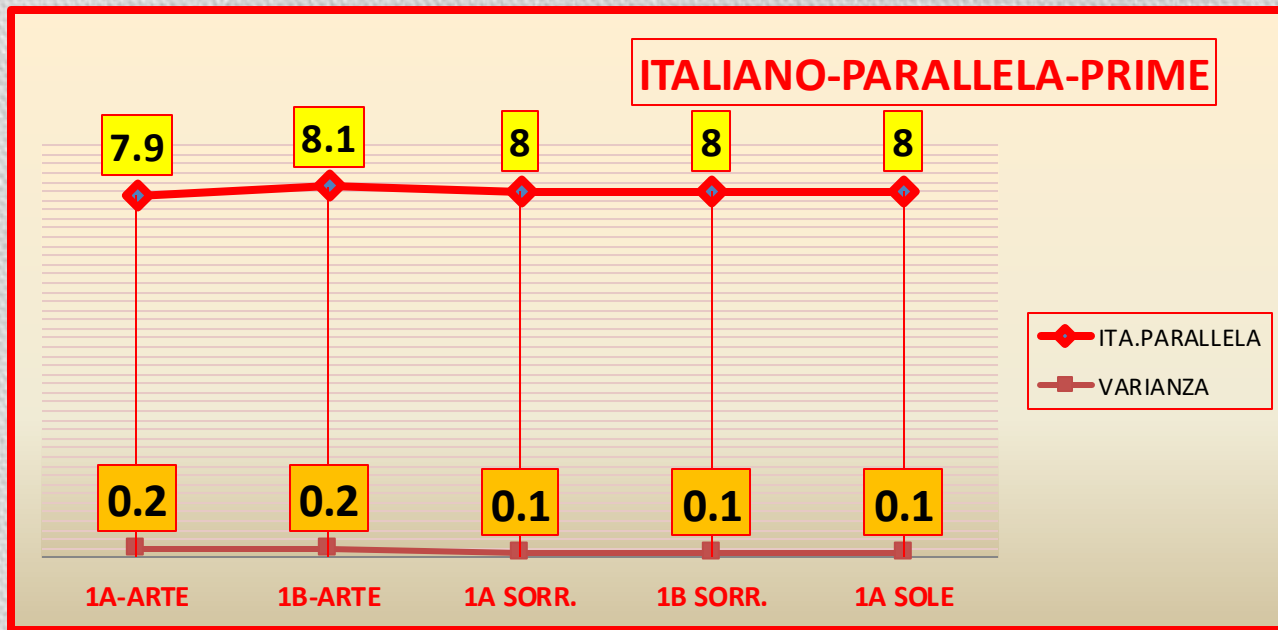 ITALIANO-PARALLELA-PRIME
7.9 8.1 8 8 8
ITA.PARALLELA
VARIANZA
0.2 0.2 0.1 0.1 0.1
1A-ARTE 1B-ARTE 1A SORR. 1B SORR. 1A SOLE